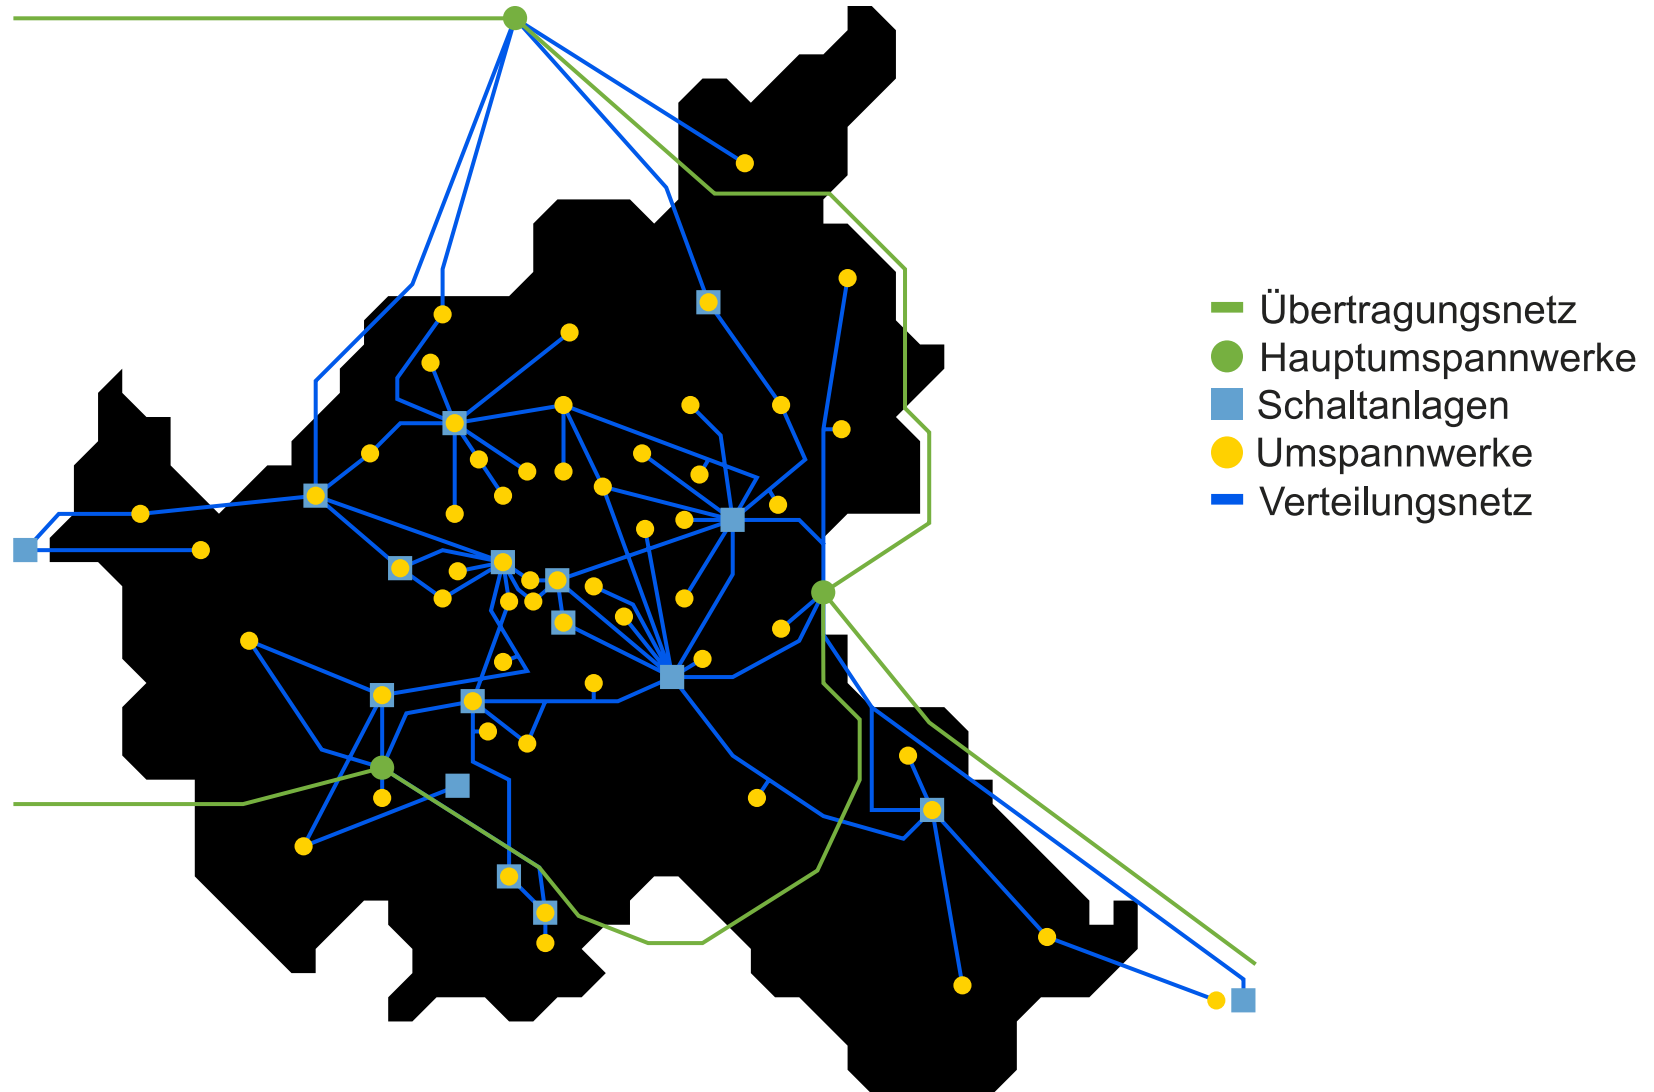 Übertragungsnetz
Hauptumspannwerke
Schaltanlagen
Umspannwerke
Verteilungsnetz